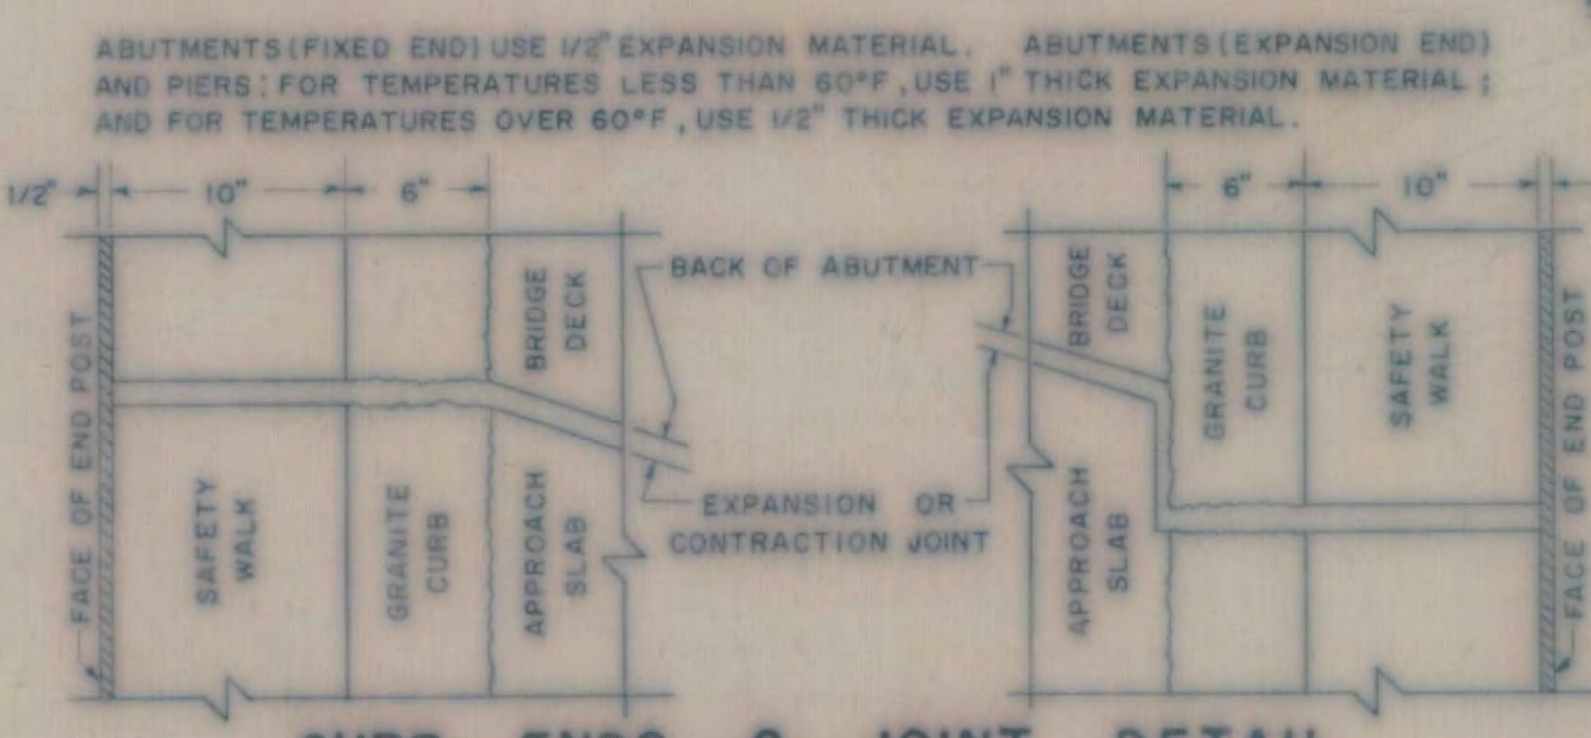 ABUTMENTS (FIXED END) USE 1/2" EXPANSION MATERIAL. ABUTMENTS (EXPANSION END)
AND PIERS: FOR TEMPERATURES LESS THAN 60°F, USE 1" THICK EXPANSION MATERIAL;
AND FOR TEMPERATURES OVER 60°F, USE 1/2" THICK EXPANSION MATERIAL.
1/2"
10"
6"
6"
10"
FACE OF END POST
SAFETY
WALK
GRANITE
CURB
BRIDGE
DECK
APPROACH
SLAB
BACK OF ABUTMENT
EXPANSION OR
CONTRACTION JOINT
BRIDGE
DECK
APPROACH
SLAB
GRANITE
CURB
SAFETY
WALK
FACE OF END POST
JOINT DETAIL